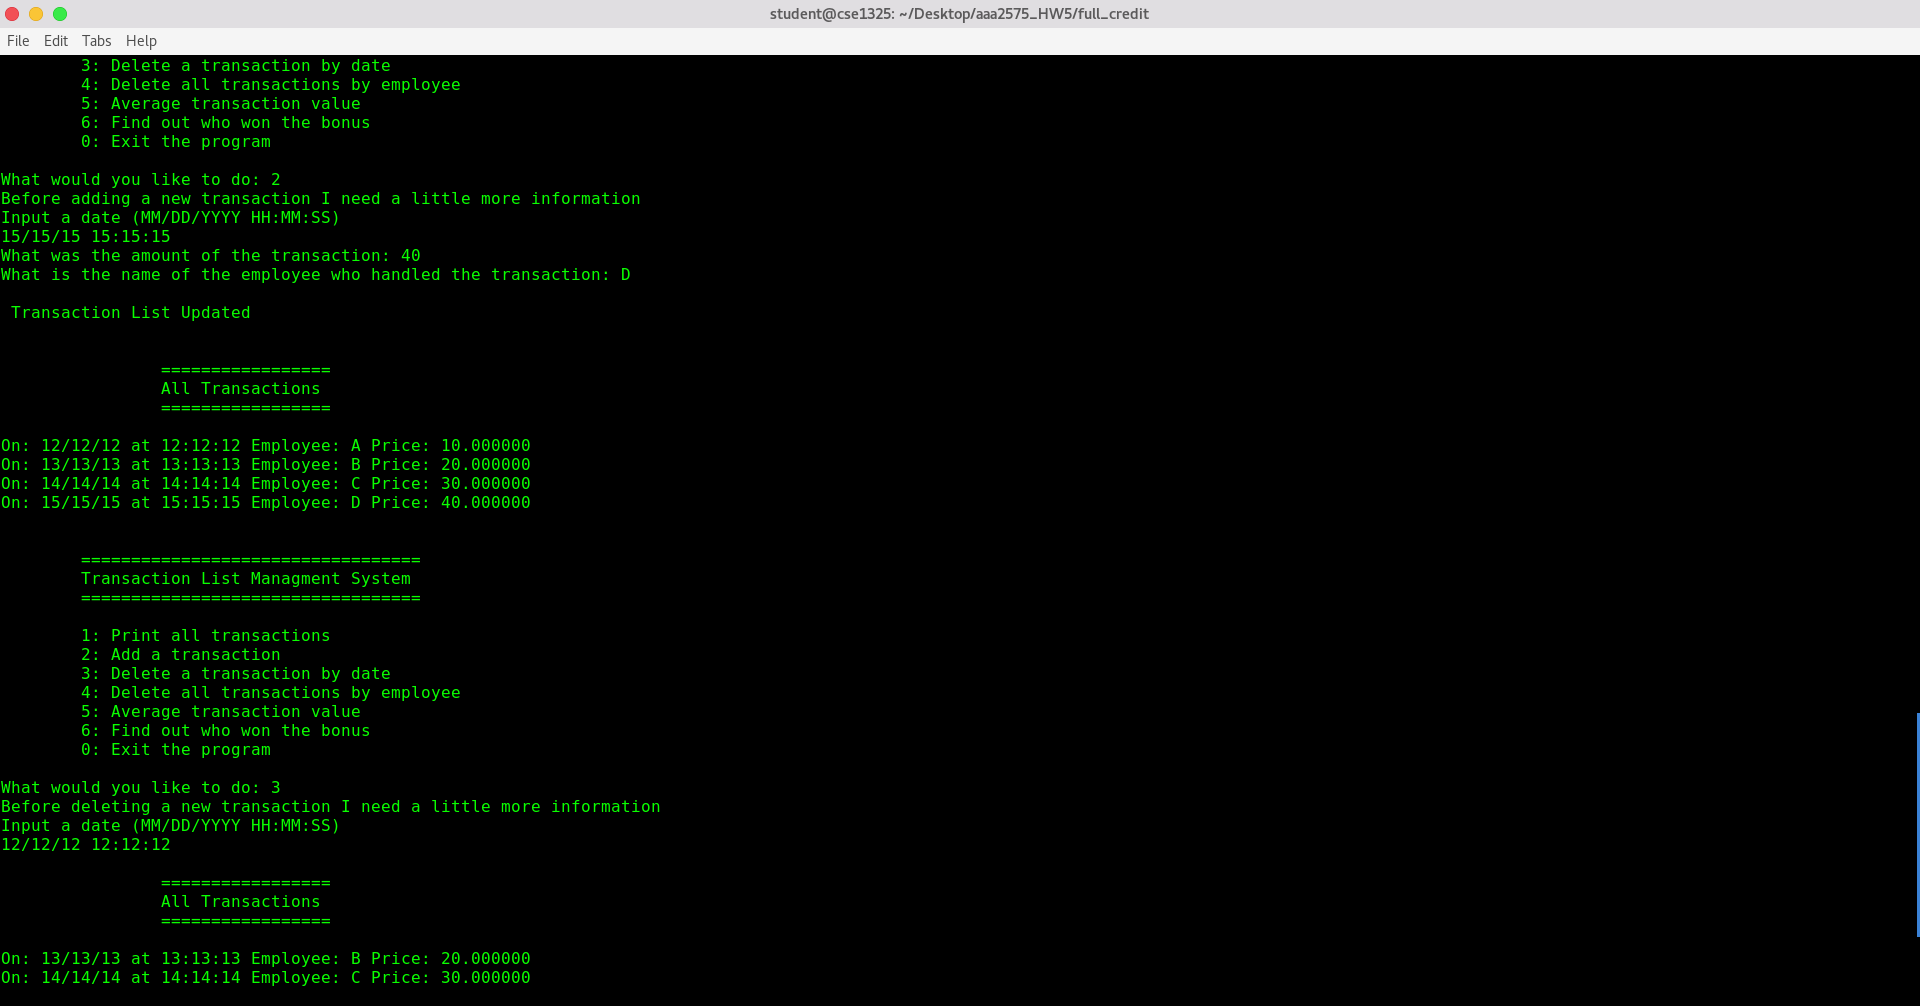 student@cse1325: ~/Desktop/aaa2575_HW5/full_credit
File Edit Tabs Help
3: Delete a transaction by date
4: Delete all transactions by employee
5: Average transaction value
6: Find out who won the bonus
0: Exit the program
What would you like to do: 2
Before adding a new transaction I need a little more information
Input a date (MM/DD/YYYY HH:MM:SS)
15/15/15 15:15:15
What was the amount of the transaction: 40
What is the name of the employee who handled the transaction: D
Transaction List Updated
=================
All Transactions
=================
On: 12/12/12 at 12:12:12 Employee: A Price: 10.000000
On: 13/13/13 at 13:13:13 Employee: B Price: 20.000000
On: 14/14/14 at 14:14:14 Employee: C Price: 30.000000
On: 15/15/15 at 15:15:15 Employee: D Price: 40.000000
==================================
Transaction List Managment System
==================================
1: Print all transactions
2: Add a transaction
3: Delete a transaction by date
4: Delete all transactions by employee
5: Average transaction value
6: Find out who won the bonus
0: Exit the program
What would you like to do: 3
Before deleting a new transaction I need a little more information
Input a date (MM/DD/YYYY HH:MM:SS)
12/12/12 12:12:12
=================
All Transactions
=================
On: 13/13/13 at 13:13:13 Employee: B Price: 20.000000
On: 14/14/14 at 14:14:14 Employee: C Price: 30.000000